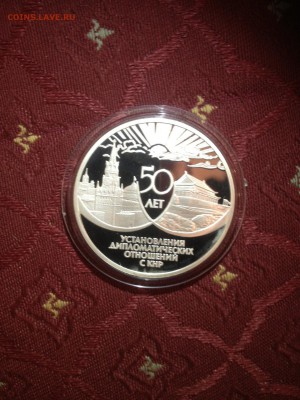 COINS.LAVE.RU
50
ЛЕТ
УСТАНОВЛЕНИЯ
ДИПЛОМАТИЧЕСКИХ
ОТНОШЕНИЙ
С КНР